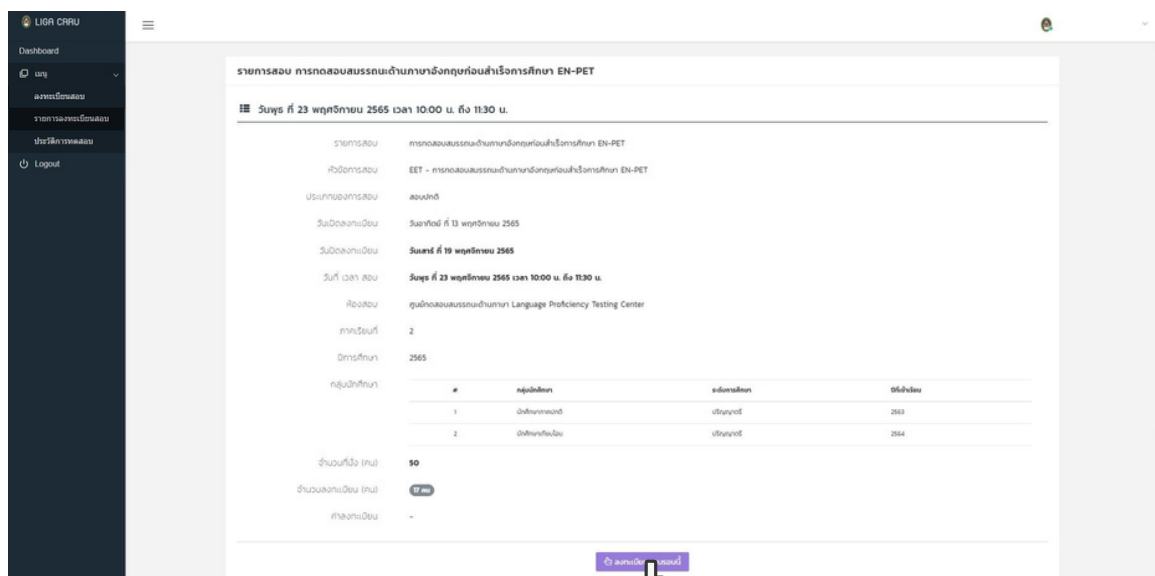 LIGA CRRU
Dashboard
เมนู
ลงทะเบียนสอบ
รายการลงทะเบียนสอบ
ประวัติการทดสอบ
Logout
รายการสอบ การทดสอบสมรรถนะด้านภาษาอังกฤษก่อนสำเร็จการศึกษา EN-PET
วันพุธ ที่ 23 พฤศจิกายน 2565 เวลา 10:00 น. ถึง 11:30 น.
รายการสอบ การทดสอบสมรรถนะด้านภาษาอังกฤษก่อนสำเร็จการศึกษา EN-PET
หัวข้อการสอบ EET - การทดสอบสมรรถนะด้านภาษาอังกฤษก่อนสำเร็จการศึกษา EN-PET
ประเภทของการสอบ สอบปกติ
วันเปิดลงทะเบียน วันอาทิตย์ ที่ 13 พฤศจิกายน 2565
วันปิดลงทะเบียน วันเสาร์ ที่ 19 พฤศจิกายน 2565
วันที่ เวลา สอบ วันพุธ ที่ 23 พฤศจิกายน 2565 เวลา 10:00 น. ถึง 11:30 น.
ห้องสอบ ศูนย์ทดสอบสมรรถนะด้านภาษา Language Proficiency Testing Center
ภาคเรียนที่ 2
ปีการศึกษา 2565
กลุ่มนักศึกษา # กลุ่มนักศึกษา ระดับการศึกษา ปีที่เข้าเรียน
1 นักศึกษาภาคปกติ ปริญญาตรี 2563
2 นักศึกษาเทียบโอน ปริญญาตรี 2564
จำนวนที่นั่ง (คน) 50
จำนวนลงทะเบียน (คน) 17 คน
ค่าลงทะเบียน -
ลงทะเบียน รอบนี้